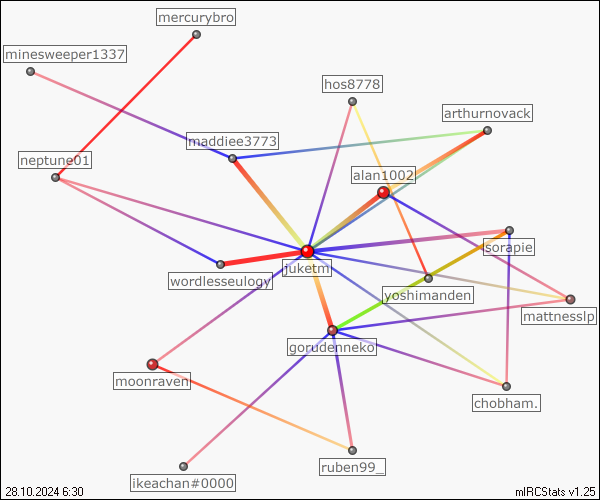 mercurybro
minesweeper1337
hos8778
arthurnovack
maddiee3773
neptune01
alan1002
sorapie
juketm
wordlesseulogy
yoshimanden
mattnesslp
gorudenneko
moonraven
chobham.
ruben99_
ikeachan#0000
28.10.2024 6:30
mIRCStats v1.25